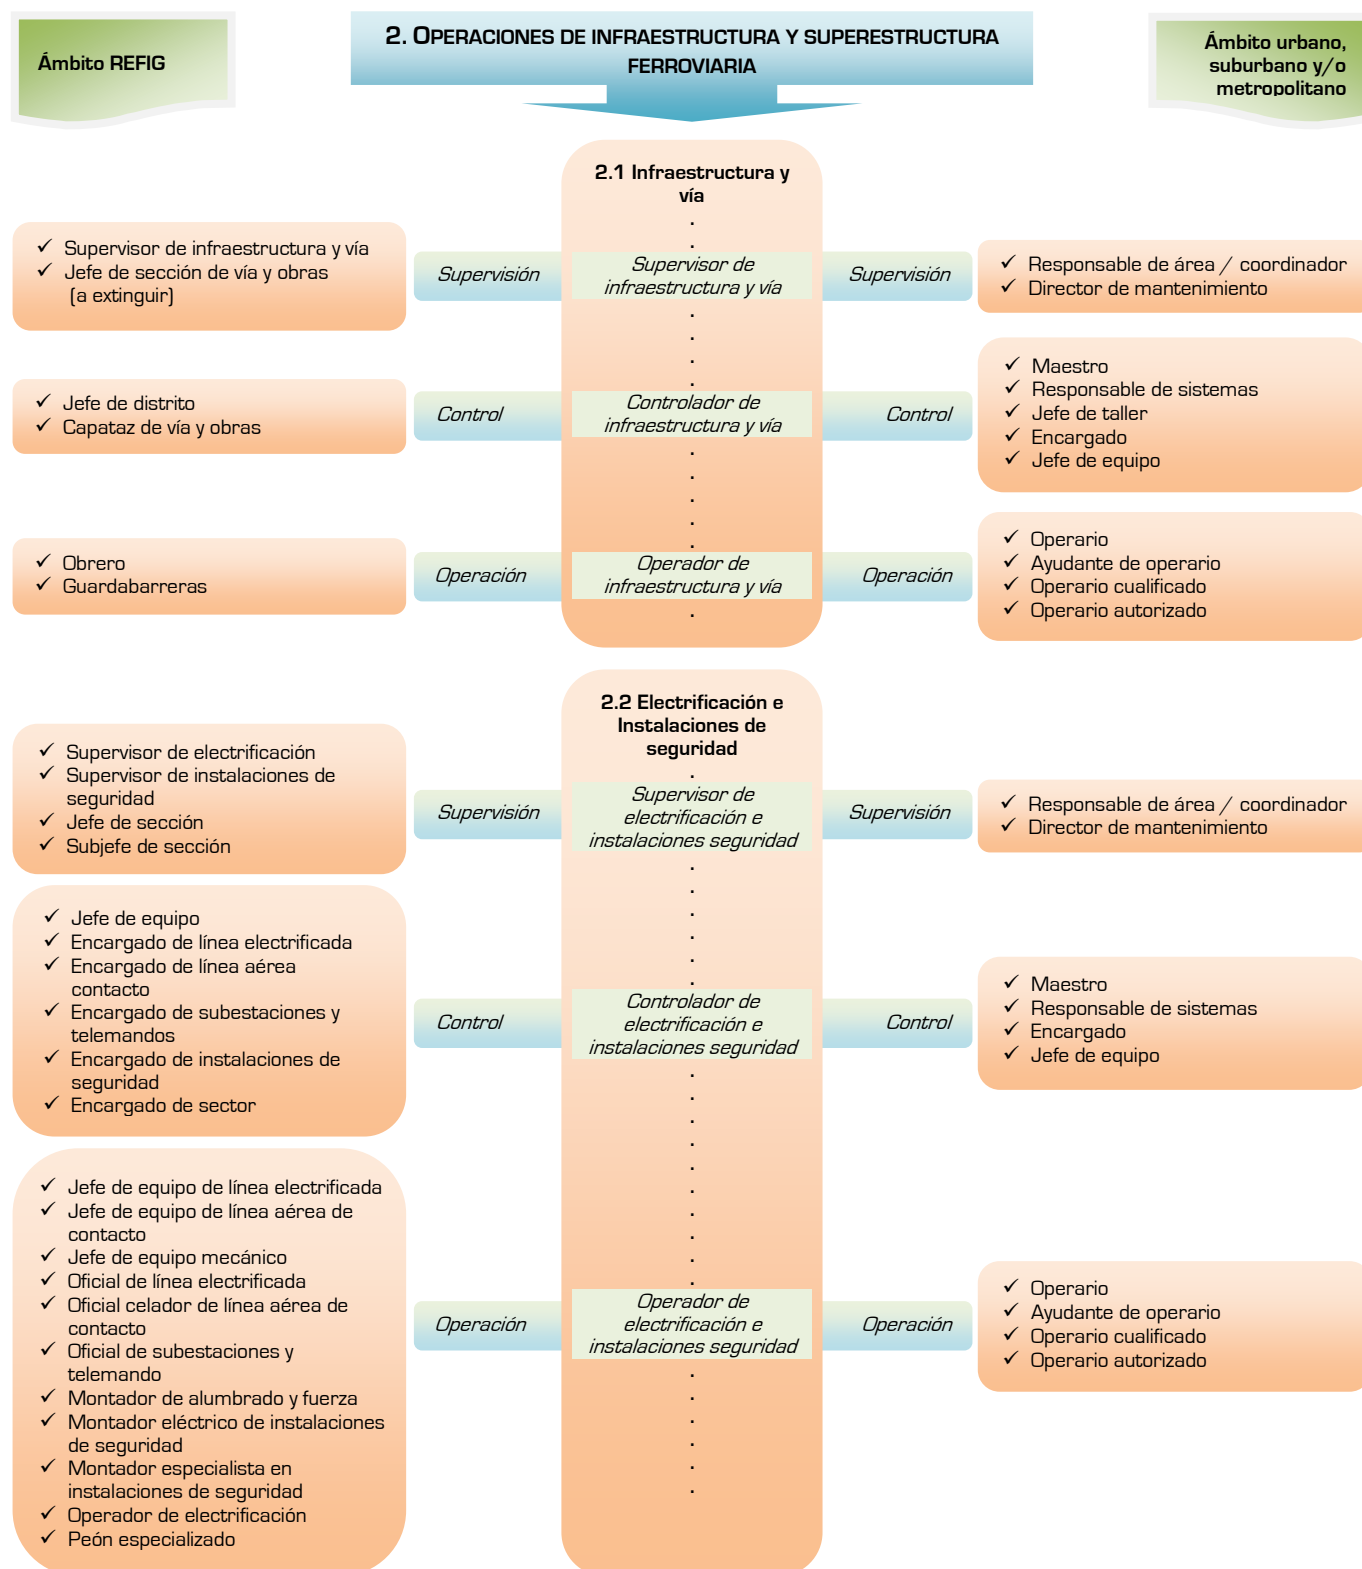 Ámbito REFIG
2. OPERACIONES DE INFRAESTRUCTURA Y SUPERESTRUCTURA
FERROVIARIA
Ámbito urbano,
suburbano y/o
metropolitano
2.1 Infraestructura y
vía
✓ Supervisor de infraestructura y vía
✓ Jefe de sección de vía y obras
(a extinguir)
Supervisión
Supervisor de
infraestructura y vía
Supervisión
✓ Responsable de área / coordinador
✓ Director de mantenimiento
✓ Jefe de distrito
✓ Capataz de vía y obras
Control
Controlador de
infraestructura y vía
Control
✓ Maestro
✓ Responsable de sistemas
✓ Jefe de taller
✓ Encargado
✓ Jefe de equipo
✓ Obrero
✓ Guardabarreras
Operación
Operador de
infraestructura y vía
Operación
✓ Operario
✓ Ayudante de operario
✓ Operario cualificado
✓ Operario autorizado
2.2 Electrificación e
Instalaciones de
seguridad
✓ Supervisor de electrificación
✓ Supervisor de instalaciones de
seguridad
✓ Jefe de sección
✓ Subjefe de sección
Supervisión
Supervisor de
electrificación e
instalaciones seguridad
Supervisión
✓ Responsable de área / coordinador
✓ Director de mantenimiento
✓ Jefe de equipo
✓ Encargado de línea electrificada
✓ Encargado de línea aérea
contacto
✓ Encargado de subestaciones y
telemandos
✓ Encargado de instalaciones de
seguridad
✓ Encargado de sector
Control
Controlador de
electrificación e
instalaciones seguridad
Control
✓ Maestro
✓ Responsable de sistemas
✓ Encargado
✓ Jefe de equipo
✓ Jefe de equipo de línea electrificada
✓ Jefe de equipo de línea aérea de
contacto
✓ Jefe de equipo mecánico
✓ Oficial de línea electrificada
✓ Oficial celador de línea aérea de
contacto
✓ Oficial de subestaciones y
telemando
✓ Montador de alumbrado y fuerza
✓ Montador eléctrico de instalaciones
de seguridad
✓ Montador especialista en
instalaciones de seguridad
✓ Operador de electrificación
✓ Peón especializado
Operación
Operador de
electrificación e
instalaciones seguridad
Operación
✓ Operario
✓ Ayudante de operario
✓ Operario cualificado
✓ Operario autorizado